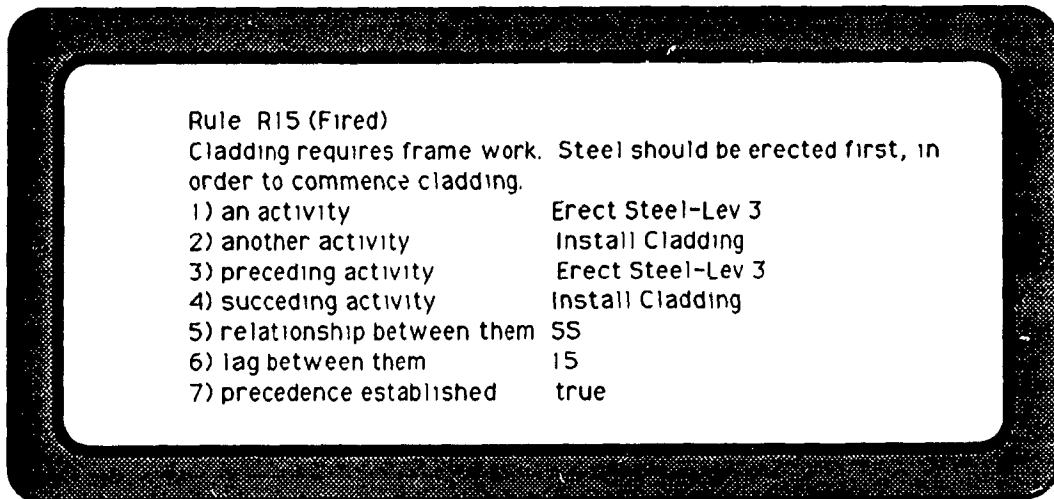 Rule R15 (Fired)
Cladding requires frame work. Steel should be erected first, in
order to commence cladding.
1) an activity Erect Steel-Lev 3
2) another activity Install Cladding
3) preceding activity Erect Steel-Lev 3
4) succeding activity Install Cladding
5) relationship between them SS
6) lag between them 15
7) precedence established true